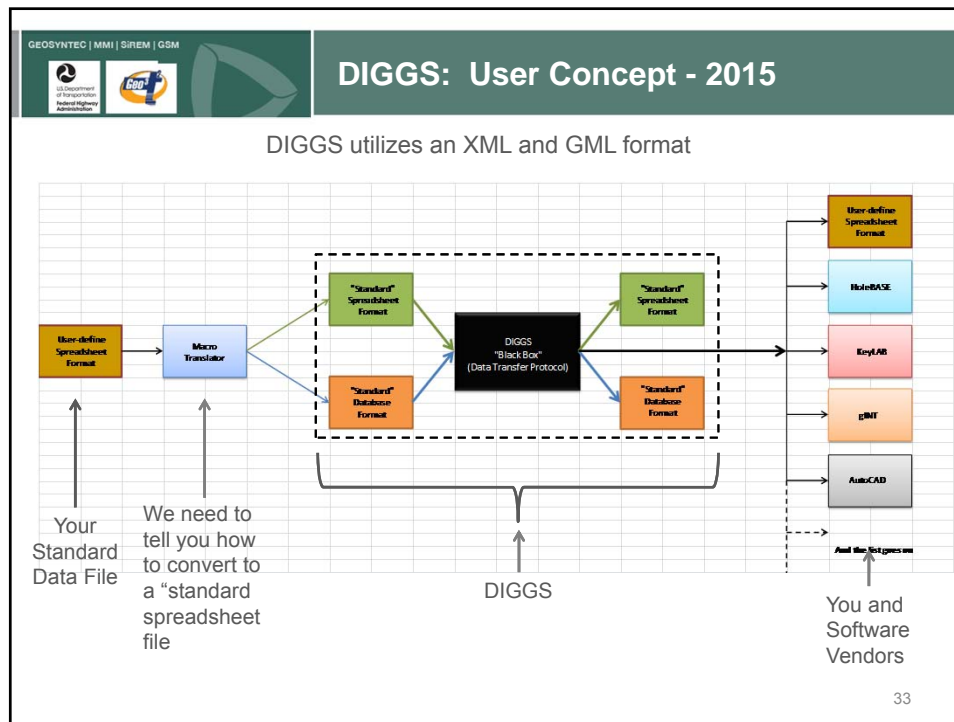 GEOSYNTEC | MMI | SiREM | GSM
U.S. Department
of Transportation
Federal Highway
Administration
Geo
DIGGS: User Concept - 2015
DIGGS utilizes an XML and GML format
User-define
Spreadsheet
Format
Macro
Translator
"Standard"
Spreadsheet
Format
"Standard"
Database
Format
DIGGS
"Black Box"
(Data Transfer Protocol)
"Standard"
Spreadsheet
Format
"Standard"
Database
Format
User-define
Spreadsheet
Format
HoleBASE
KeyLAB
gINT
AutoCAD
And the list goes on
Your
Standard
Data File
We need to
tell you how
to convert to
a “standard
spreadsheet
file
DIGGS
You and
Software
Vendors
33